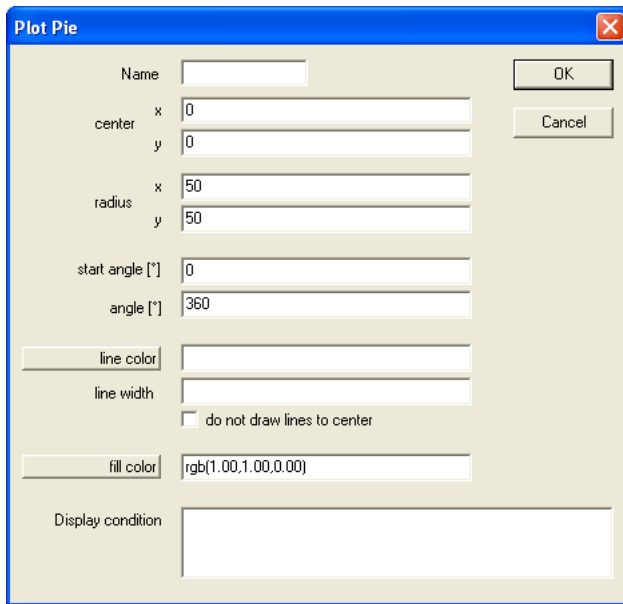 Plot Pie
Name
OK
center
x
0
Cancel
y
0
radius
x
50
y
50
start angle [°]
0
angle [°]
360
line color
line width
do not draw lines to center
fill color
rgb(1.00,1.00,0.00)
Display condition